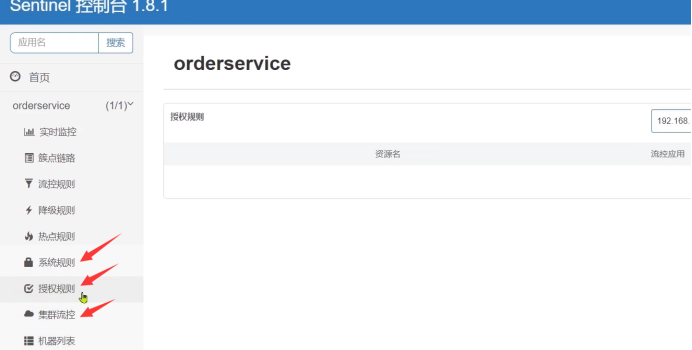 Sentinel 控制台 1.8.1
应用名 搜索
首页
orderservice (1/1)
实时监控
簇点链路
流控规则
降级规则
热点规则
系统规则
授权规则
集群流控
机器列表
orderservice
授权规则 192.168.
资源名 流控应用